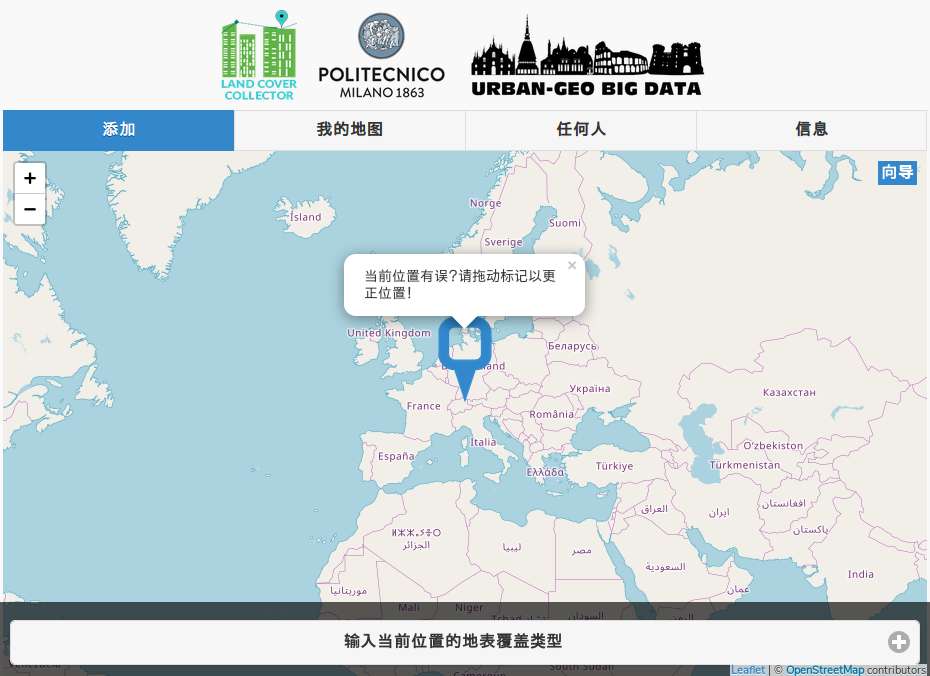 LAND COVER
COLLECTOR
POLITECNICO
MILANO 1863
URBAN-GEO BIG DATA
添加
我的地图
任何人
信息
+
−
向导
Ísland
Norge
Suomi
Sverige
当前位置有误?请拖动标记以更
正位置!
×
United Kingdom
Беларусь
Україна
Казахстан
France
România
Italia
España
Ελλάδα
Türkiye
Oʻzbekiston
Türkmenistan
العراق
ایران
افغانستان
پاکستان
ⵍⵣⵣⴰⵢⴻⵔ
الجزائر
ليبيا
مصر
السعودية
India
عمان
موريتانيا
Mali
Niger
السودان
اليمن
输入当前位置的地表覆盖类型
South Sudan
Leaflet | © OpenStreetMap contributors